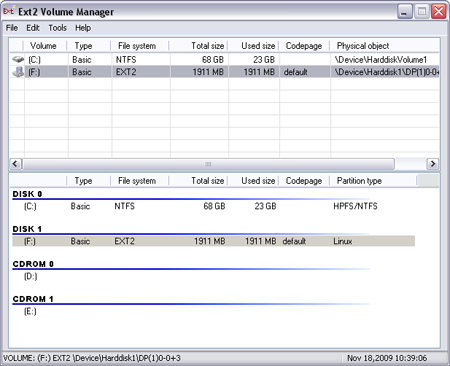 Ext2 Volume Manager
File Edit Tools Help
Volume Type File system Total size Used size Codepage Physical object
(C:) Basic NTFS 68 GB 23 GB \Device\HarddiskVolume1
(F:) Basic EXT2 1911 MB 1911 MB default \Device\Harddisk1\DP(1)0-0+
Type File system Total size Used size Codepage Partition type
DISK 0
(C:) Basic NTFS 68 GB 23 GB HPFS/NTFS
DISK 1
(F:) Basic EXT2 1911 MB 1911 MB default Linux
CDROM 0
(D:)
CDROM 1
(E:)
VOLUME: (F:) EXT2 \Device\Harddisk1\DP(1)0-0+3 Nov 18,2009 10:39:06